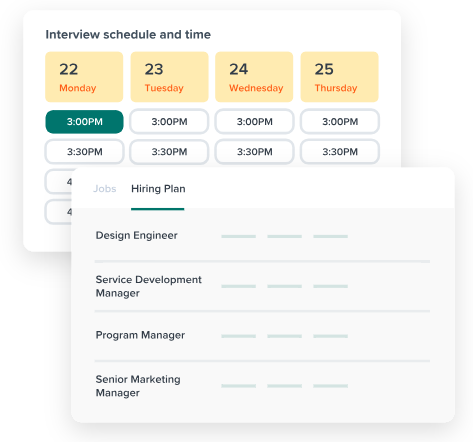 Interview schedule and time
22 23 24 25
Monday Tuesday Wednesday Thursday
3:00PM 3:00PM 3:00PM 3:00PM
3:30PM 3:30PM 3:30PM 3:30PM
4
4
Jobs Hiring Plan
Design Engineer
Service Development
Manager
Program Manager
Senior Marketing
Manager